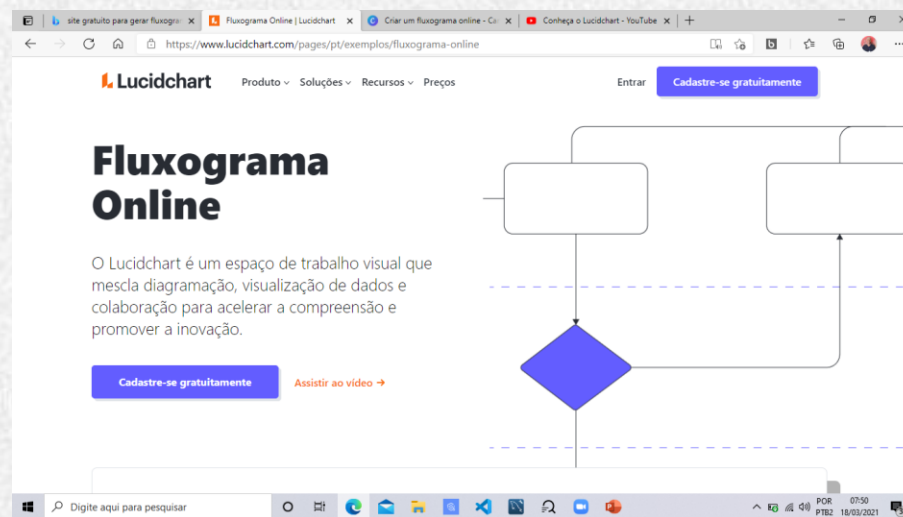 site gratuito para gerar fluxogra
Fluxograma Online | Lucidchart
Criar um fluxograma online - Ca
Conheça o Lucidchart - YouTube
https://www.lucidchart.com/pages/pt/exemplos/fluxograma-online
Lucidchart
Produto
Soluções
Recursos
Preços
Entrar
Cadastre-se gratuitamente
Fluxograma
Online
O Lucidchart é um espaço de trabalho visual que
mescla diagramação, visualização de dados e
colaboração para acelerar a compreensão e
promover a inovação.
Cadastre-se gratuitamente
Assistir ao vídeo →
Digite aqui para pesquisar
POR
PTB2
07:50
18/03/2021